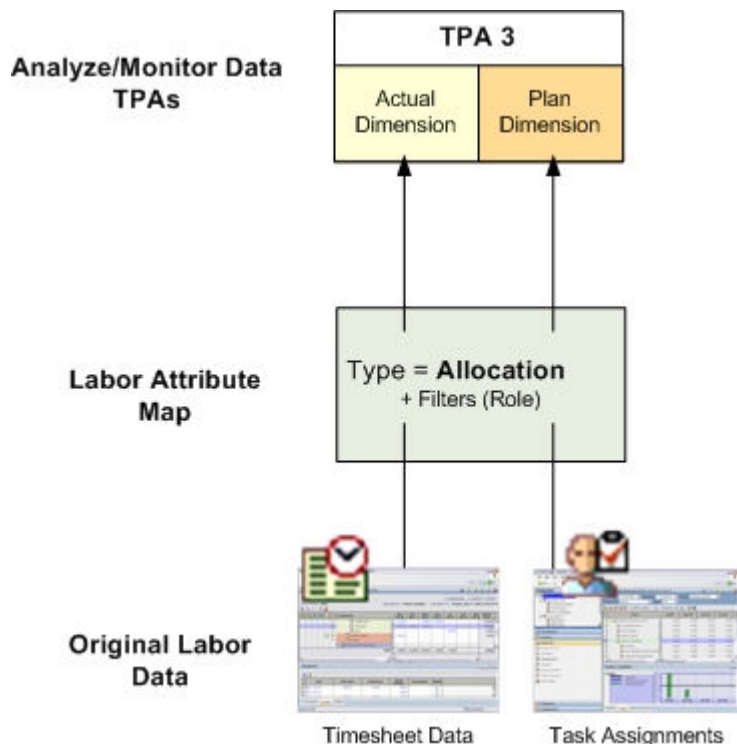 TPA 3
Analyze/Monitor Data
TPAs
Actual
Dimension
Plan
Dimension
Labor Attribute
Map
Type = Allocation
+ Filters (Role)
Original Labor
Data
Timesheet Data
Task Assignments